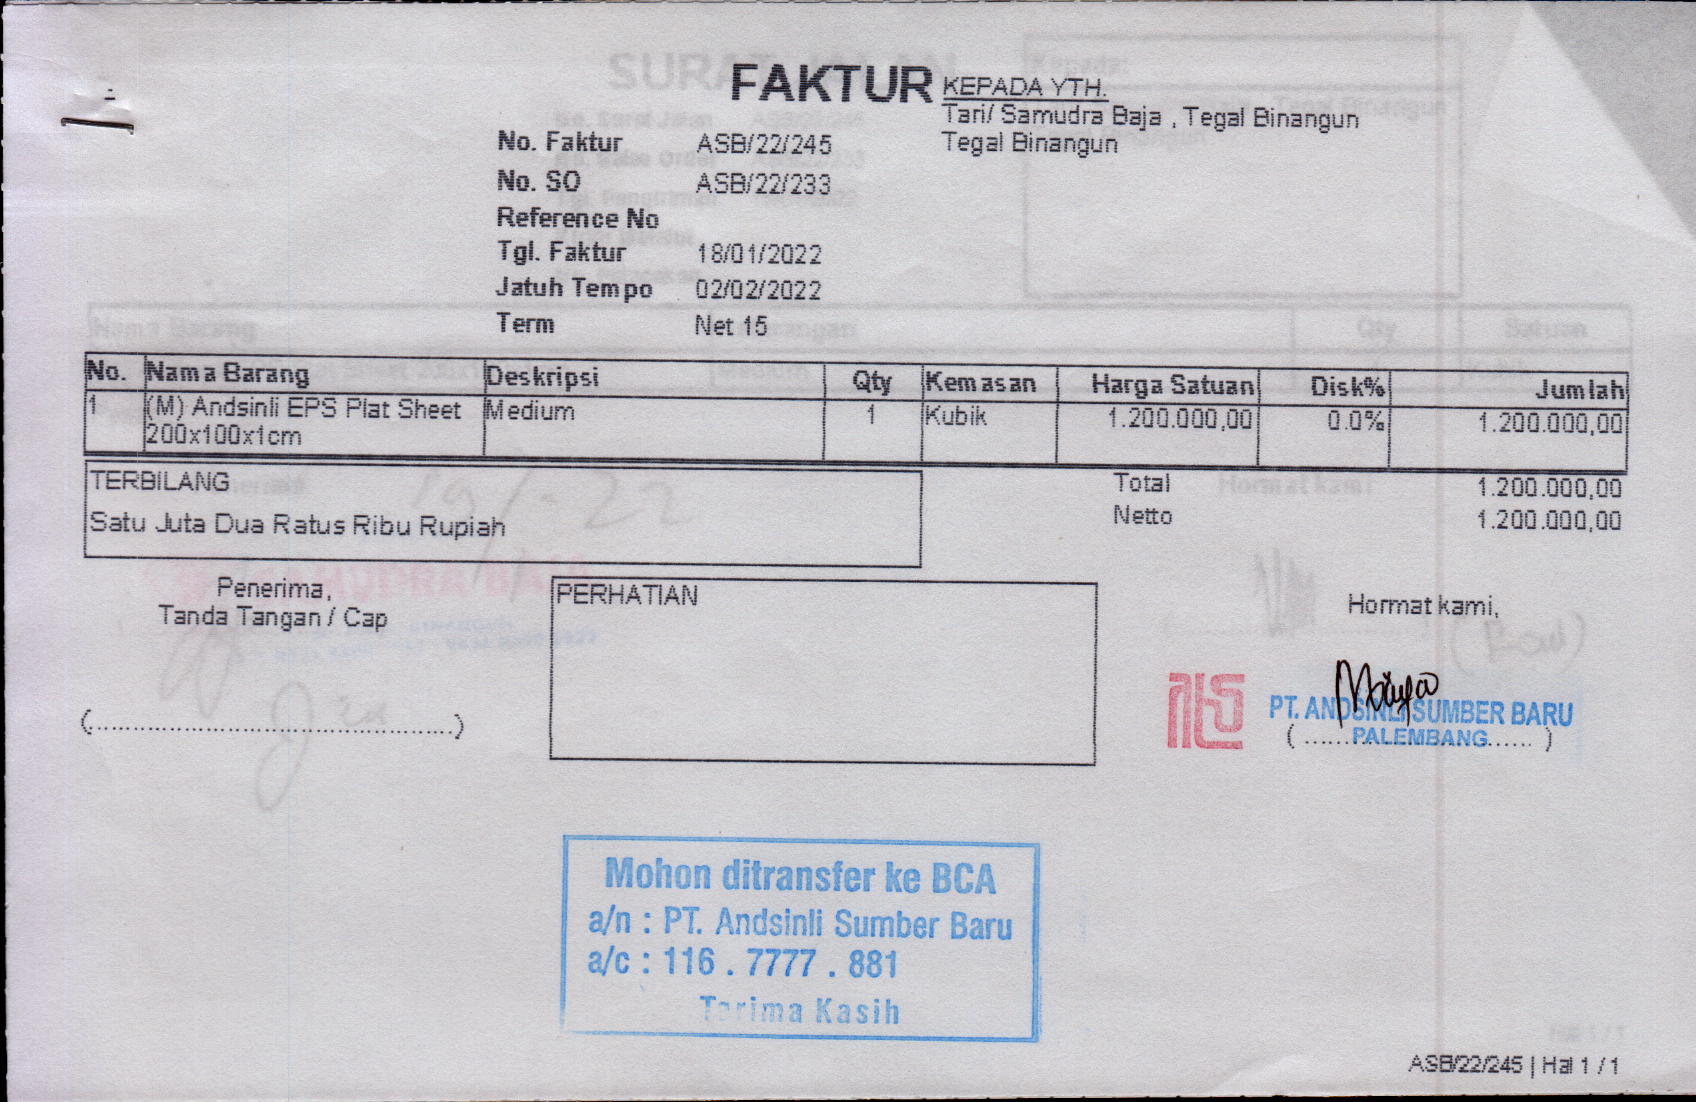 FAKTUR
KEPADA YTH.
Tari/ Samudra Baja , Tegal Binangun
Tegal Binangun
No. Faktur ASB/22/245
No. SO ASB/22/233
Reference No
Tgl. Faktur 18/01/2022
Jatuh Tempo 02/02/2022
Term Net 15
No. Nama Barang Deskripsi Qty Kemasan Harga Satuan Disk% Jumlah
1 (M) Andsinli EPS Plat Sheet Medium 1 Kubik 1.200.000,00 0.0% 1.200.000,00
200x100x1cm
TERBILANG
Satu Juta Dua Ratus Ribu Rupiah
Total 1.200.000,00
Netto 1.200.000,00
Penerima,
Tanda Tangan / Cap
(..................................................)
PERHATIAN
Hormat kami,
PT. ANDSINLI SUMBER BARU
PALEMBANG
Mohon ditransfer ke BCA
a/n : PT. Andsinli Sumber Baru
a/c : 116 . 7777 . 881
Terima Kasih
ASB/22/245 | Hal 1 / 1